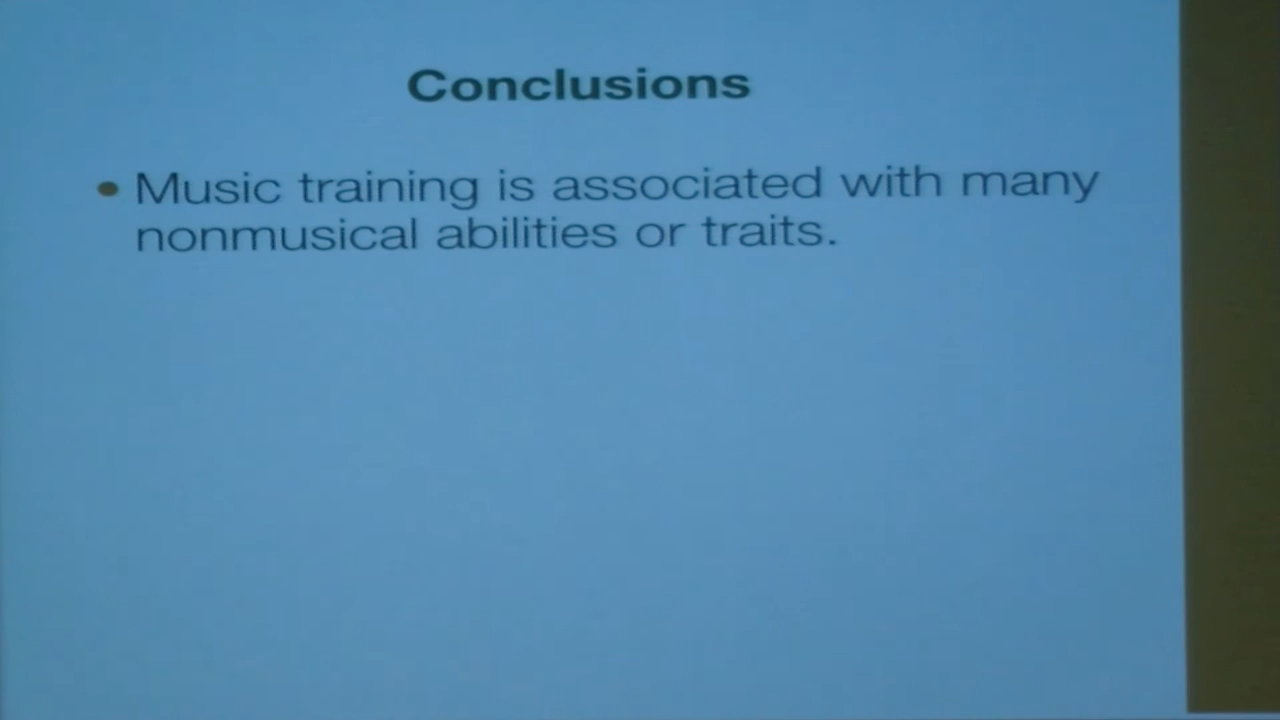 Conclusions
• Music training is associated with many
nonmusical abilities or traits.